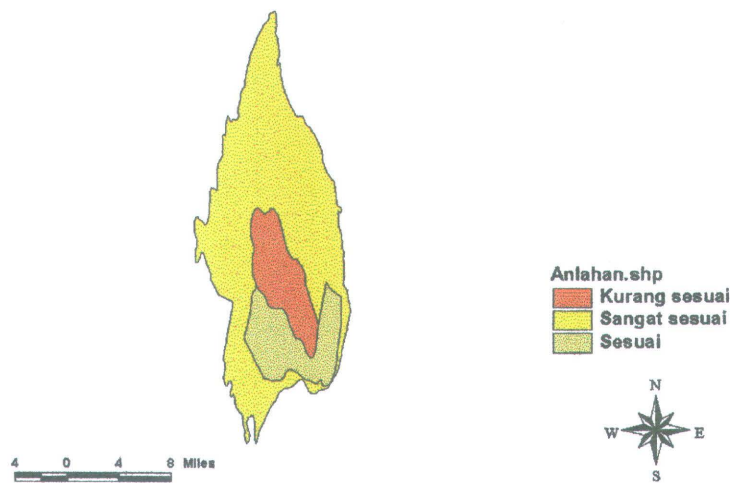 Anlahan.shp
Kurang sesuai
Sangat sesuai
Sesuai
N
W E
S
4 0 4 8 Miles